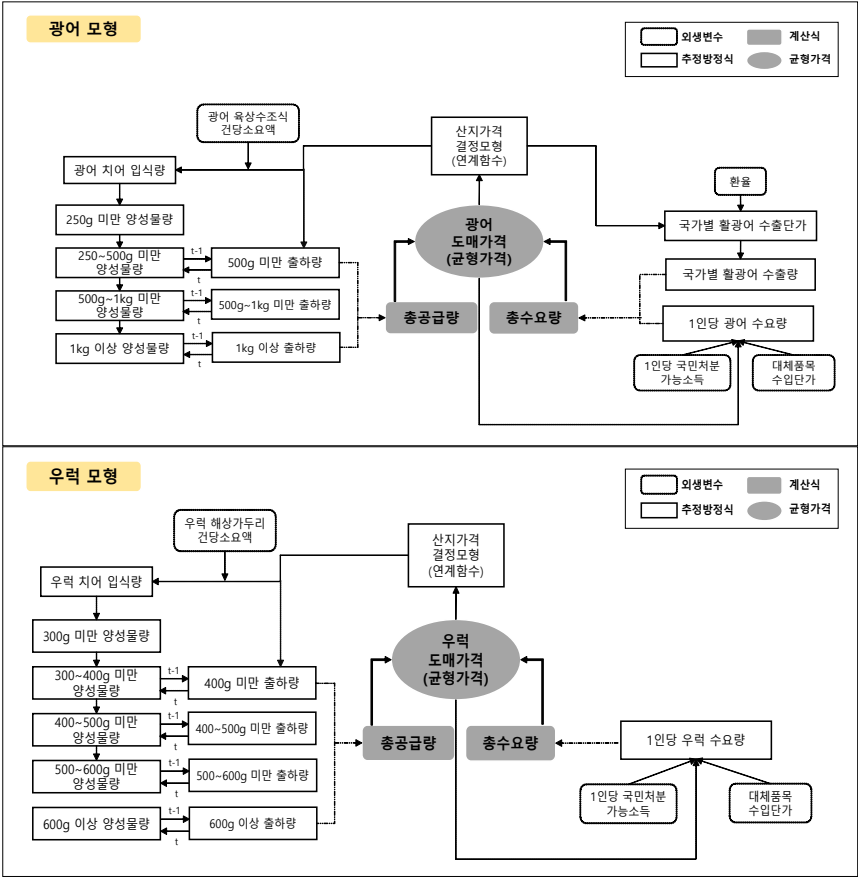 광어 모형
외생변수
계산식
추정방정식
균형가격
광어 육상수조식
건당소요액
산지가격
결정모형
(연계함수)
광어 치어 입식량
환율
250g 미만 양성물량
광어
도매가격
(균형가격)
국가별 활광어 수출단가
250~500g 미만
양성물량
t-1
t
500g 미만 출하량
국가별 활광어 수출량
500g~1kg 미만
양성물량
t-1
t
500g~1kg 미만 출하량
총공급량
총수요량
1인당 광어 수요량
1kg 이상 양성물량
t-1
t
1kg 이상 출하량
1인당 국민처분
가능소득
대체품목
수입단가
우럭 모형
외생변수
계산식
추정방정식
균형가격
우럭 해상가두리
건당소요액
산지가격
결정모형
(연계함수)
우럭 치어 입식량
300g 미만 양성물량
우럭
도매가격
(균형가격)
300~400g 미만
양성물량
t-1
t
400g 미만 출하량
400~500g 미만
양성물량
t-1
t
400~500g 미만 출하량
총공급량
총수요량
1인당 우럭 수요량
500~600g 미만
양성물량
t-1
t
500~600g 미만 출하량
1인당 국민처분
가능소득
대체품목
수입단가
600g 이상 양성물량
t-1
t
600g 이상 출하량